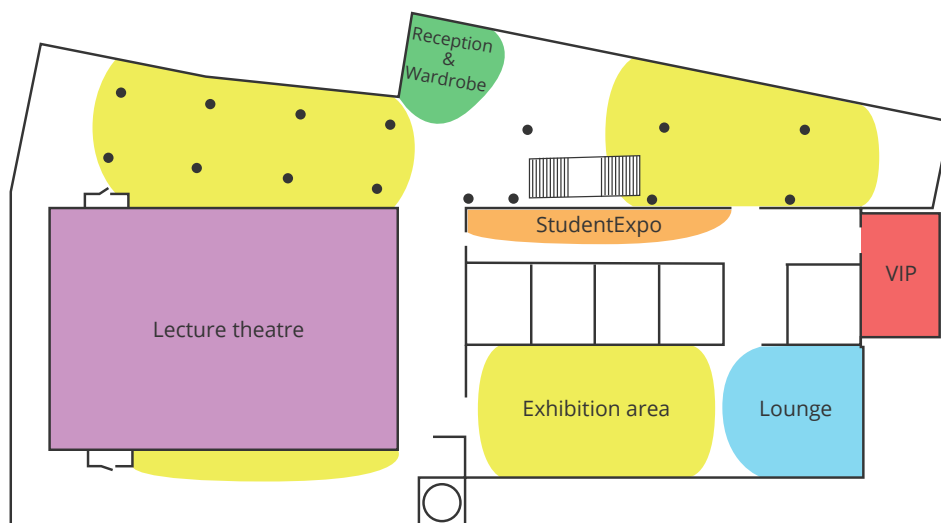 Reception
&
Wardrobe
StudentExpo
VIP
Lecture theatre
Exhibition area
Lounge